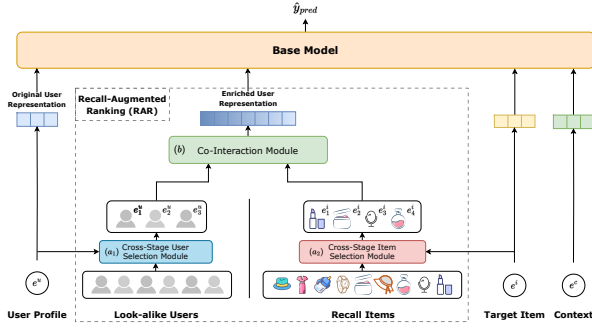 ŷ_pred
Base Model
Original User
Representation
Recall-Augmented
Ranking (RAR)
Enriched User
Representation
(b) Co-Interaction Module
e₁ᵘ e₂ᵘ e₃ᵘ
e₁ⁱ e₂ⁱ e₃ⁱ e₄ⁱ
(a₁) Cross-Stage User
Selection Module
(a₂) Cross-Stage Item
Selection Module
eᵘ
eⁱ
eᶜ
User Profile
Look-alike Users
Recall Items
Target Item
Context